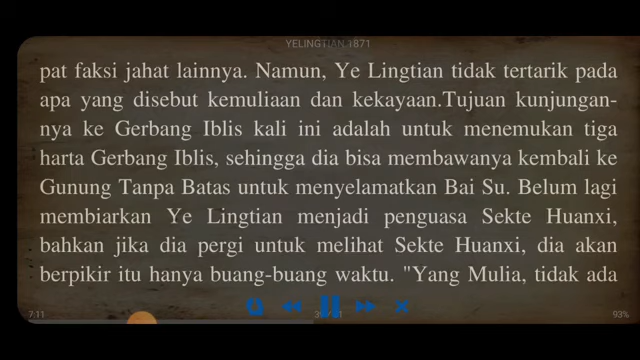 YELINGTIAN.1871
pat faksi jahat lainnya. Namun, Ye Lingtian tidak tertarik pada
apa yang disebut kemuliaan dan kekayaan.Tujuan kunjungan-
nya ke Gerbang Iblis kali ini adalah untuk menemukan tiga
harta Gerbang Iblis, sehingga dia bisa membawanya kembali ke
Gunung Tanpa Batas untuk menyelamatkan Bai Su. Belum lagi
membiarkan Ye Lingtian menjadi penguasa Sekte Huanxi,
bahkan jika dia pergi untuk melihat Sekte Huanxi, dia akan
berpikir itu hanya buang-buang waktu. "Yang Mulia, tidak ada
7:11
93%